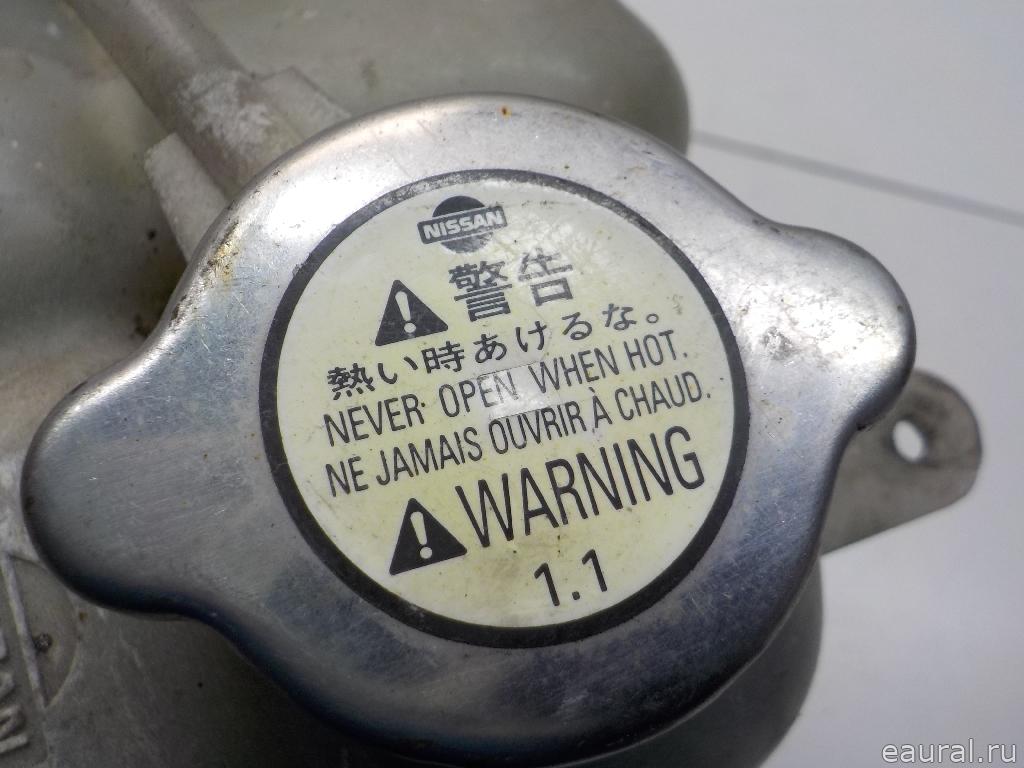 NISSAN
警告
熱い時あけるな。
NEVER OPEN WHEN HOT.
NE JAMAIS OUVRIR À CHAUD.
WARNING
1.1
eaural.ru